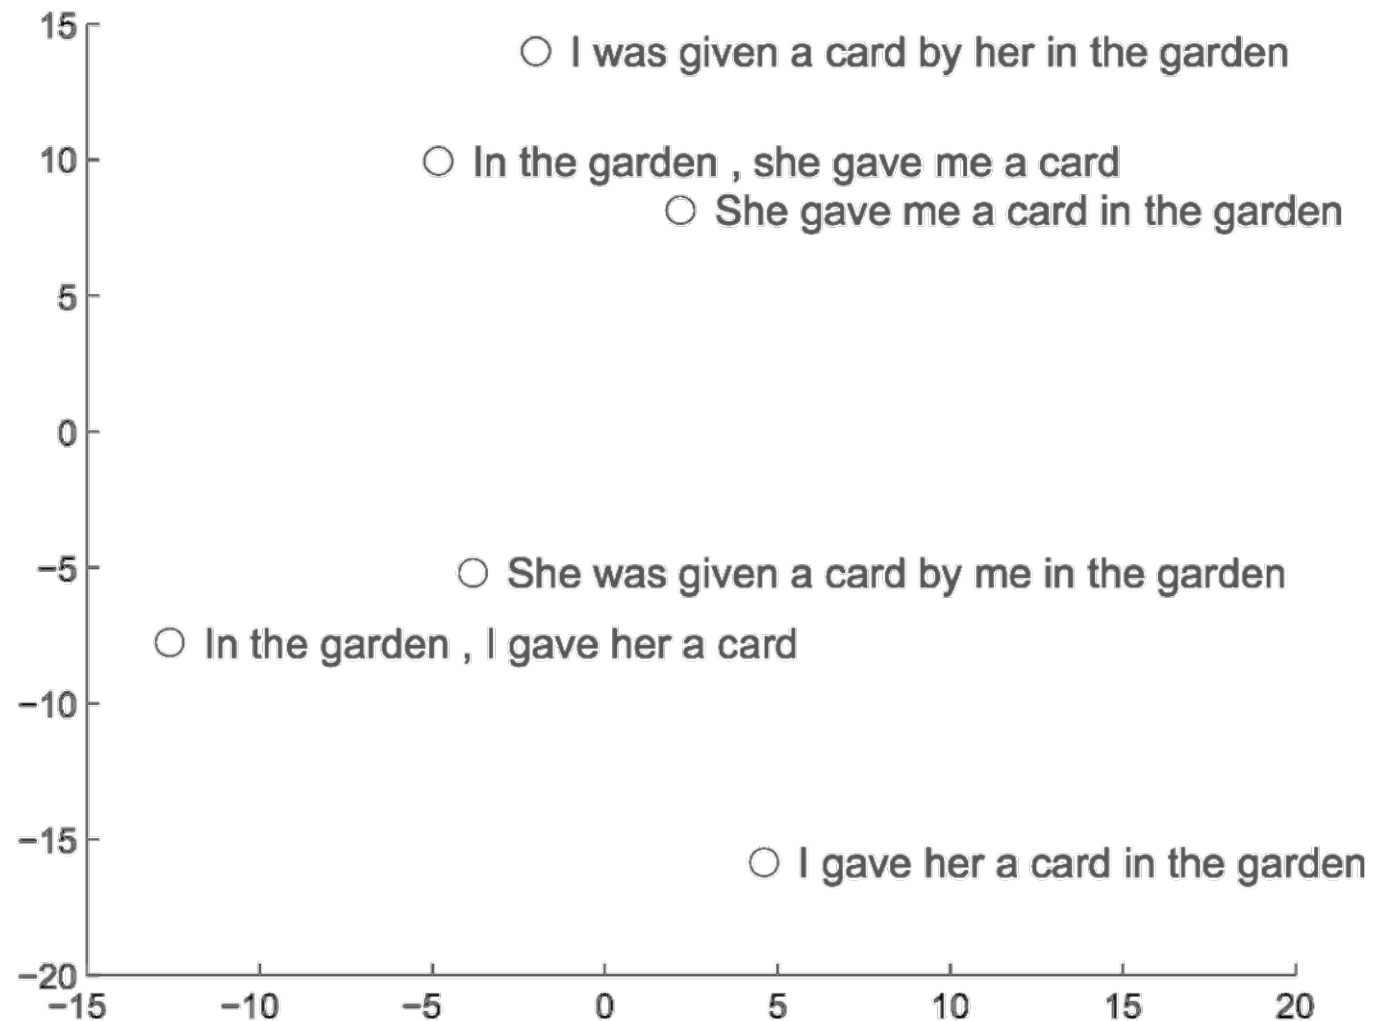 15
I was given a card by her in the garden
10
In the garden , she gave me a card
She gave me a card in the garden
5
0
−5
She was given a card by me in the garden
In the garden , I gave her a card
−10
−15
I gave her a card in the garden
−20
−15 −10 −5 0 5 10 15 20